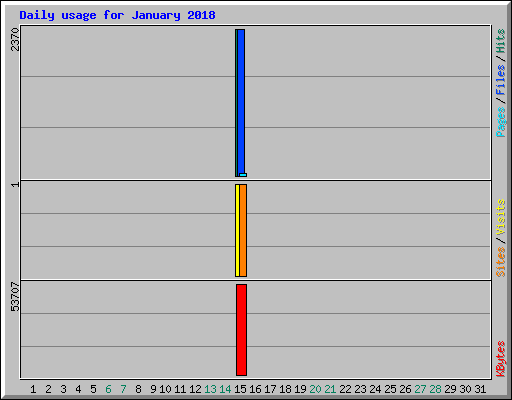 Daily usage for January 2018
2370
Pages/Files/Hits
1
Sites/Visits
53707
KBytes
1 2 3 4 5 6 7 8 9 10 11 12 13 14 15 16 17 18 19 20 21 22 23 24 25 26 27 28 29 30 31